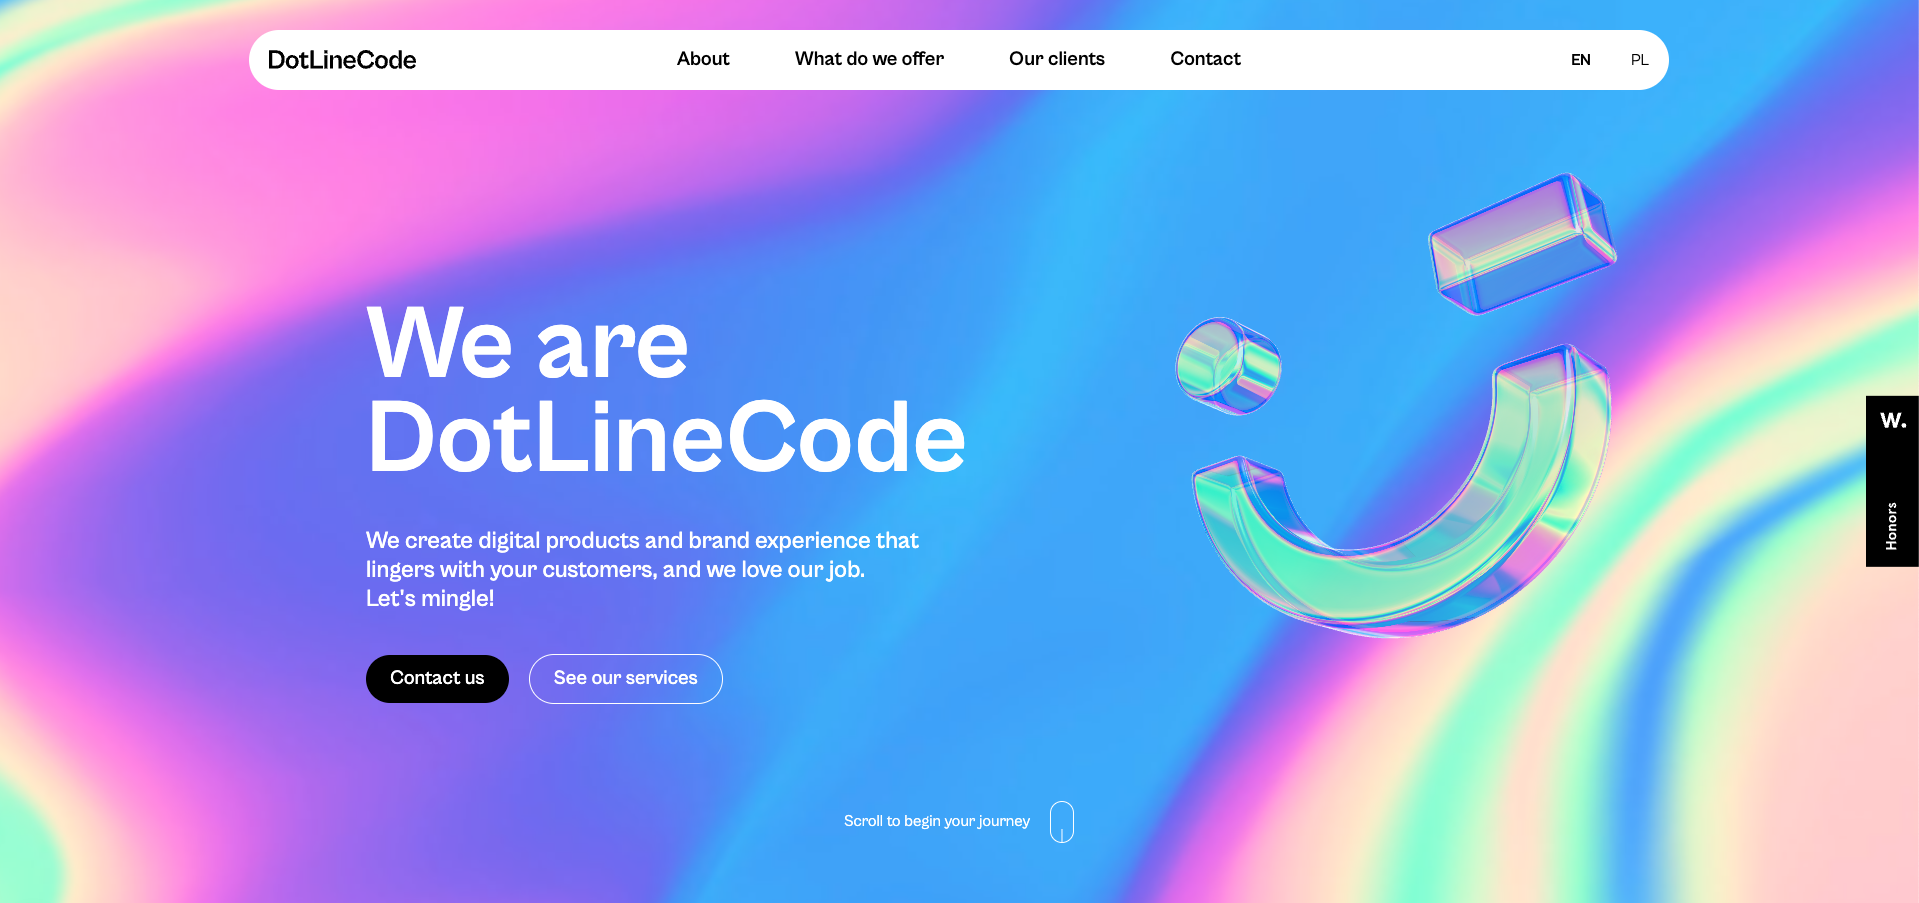 DotLineCode
About
What do we offer
Our clients
Contact
EN
PL
We are
DotLineCode
We create digital products and brand experience that
lingers with your customers, and we love our job.
Let's mingle!
Contact us
See our services
W.
Honors
Scroll to begin your journey